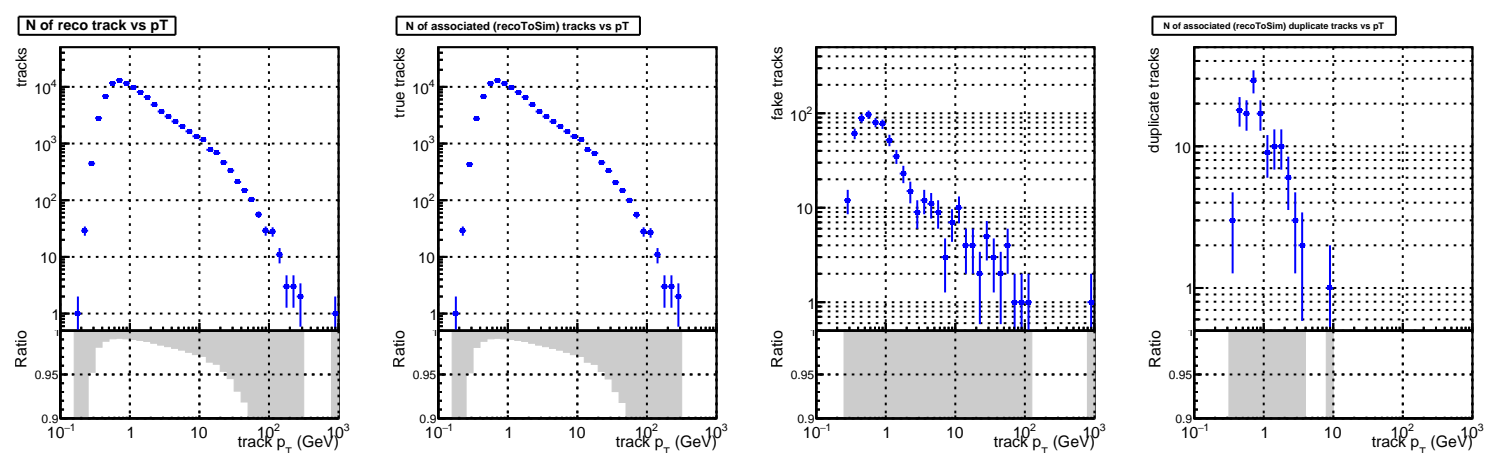 N of reco track vs pT
tracks
10^4
10^3
10^2
10
1
Ratio
1
0.95
0.9
10^-1 1 10 10^2 10^3
track p_T (GeV)
N of associated (recoToSim) tracks vs pT
true tracks
10^4
10^3
10^2
10
1
Ratio
1
0.95
0.9
10^-1 1 10 10^2 10^3
track p_T (GeV)
fake tracks
10^2
10
1
Ratio
1
0.95
0.9
10^-1 1 10 10^2 10^3
track p_T (GeV)
N of associated (recoToSim) duplicate tracks vs pT
duplicate tracks
10
1
Ratio
1
0.95
0.9
10^-1 1 10 10^2 10^3
track p_T (GeV)